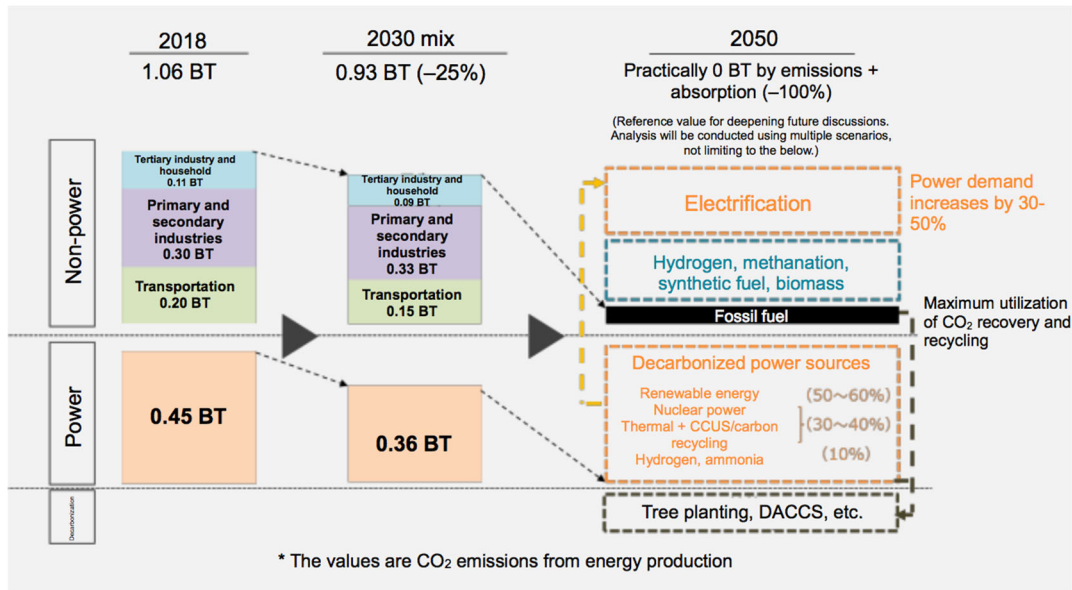 2018
1.06 BT
2030 mix
0.93 BT (–25%)
2050
Practically 0 BT by emissions +
absorption (–100%)
(Reference value for deepening future discussions.
Analysis will be conducted using multiple scenarios,
not limiting to the below.)
Non-power
Tertiary industry and
household
0.11 BT
Primary and
secondary
industries
0.30 BT
Transportation
0.20 BT
Tertiary industry and
household
0.09 BT
Primary and
secondary
industries
0.33 BT
Transportation
0.15 BT
Electrification
Power demand
increases by 30-
50%
Hydrogen, methanation,
synthetic fuel, biomass
Fossil fuel
Maximum utilization
of CO₂ recovery and
recycling
Power
0.45 BT
0.36 BT
Decarbonized power sources
Renewable energy
(50～60%)
Nuclear power
Thermal + CCUS/carbon
recycling
(30～40%)
Hydrogen, ammonia
(10%)
Decarbonization
Tree planting, DACCS, etc.
* The values are CO₂ emissions from energy production